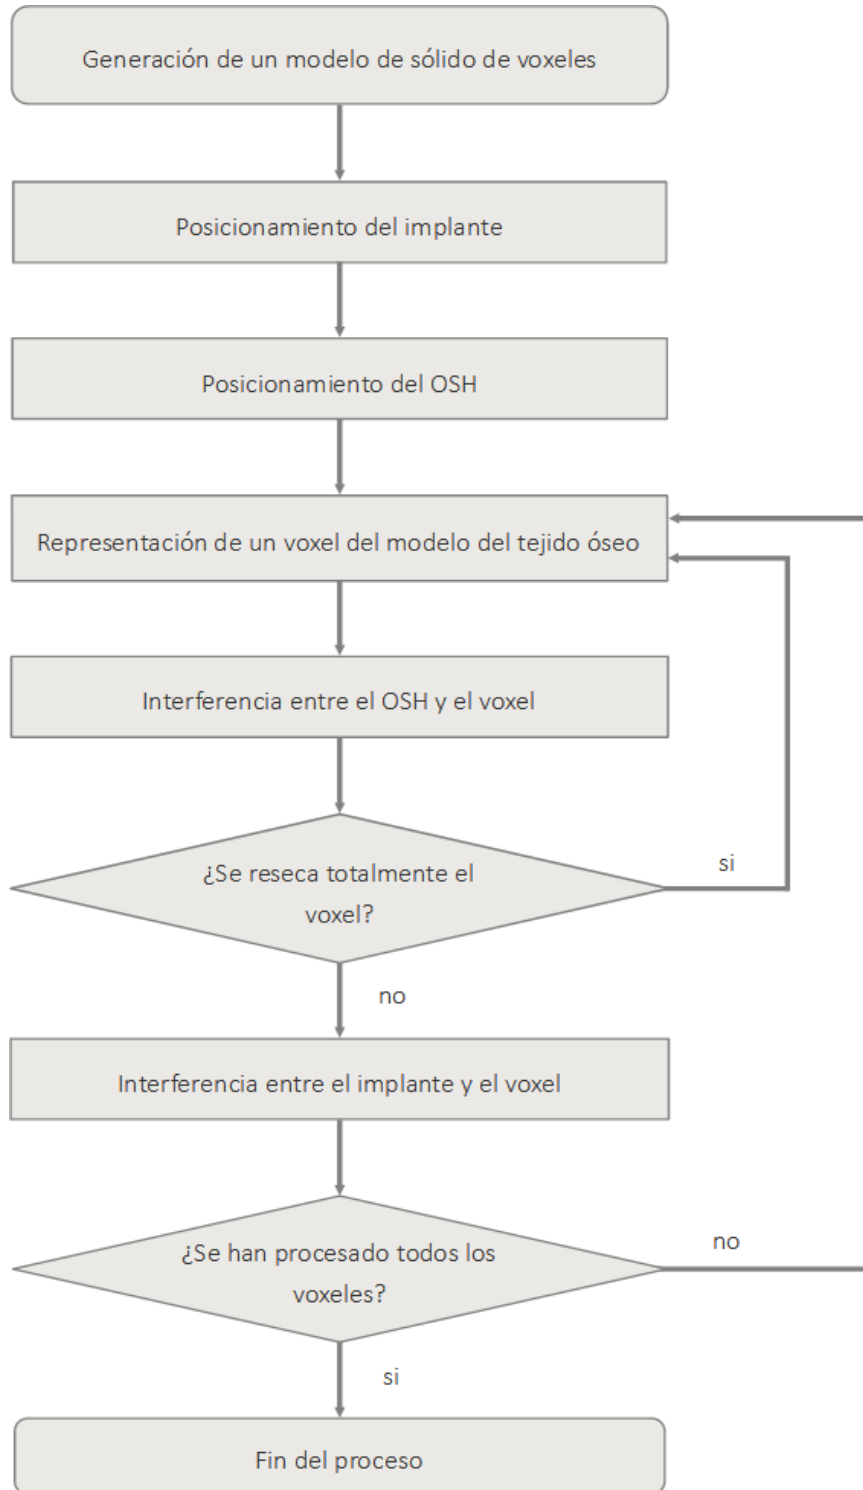 Generación de un modelo de sólido de voxeles
Posicionamiento del implante
Posicionamiento del OSH
Representación de un voxel del modelo del tejido óseo
Interferencia entre el OSH y el voxel
¿Se reseca totalmente el
voxel?
si
no
Interferencia entre el implante y el voxel
¿Se han procesado todos los
voxeles?
no
si
Fin del proceso